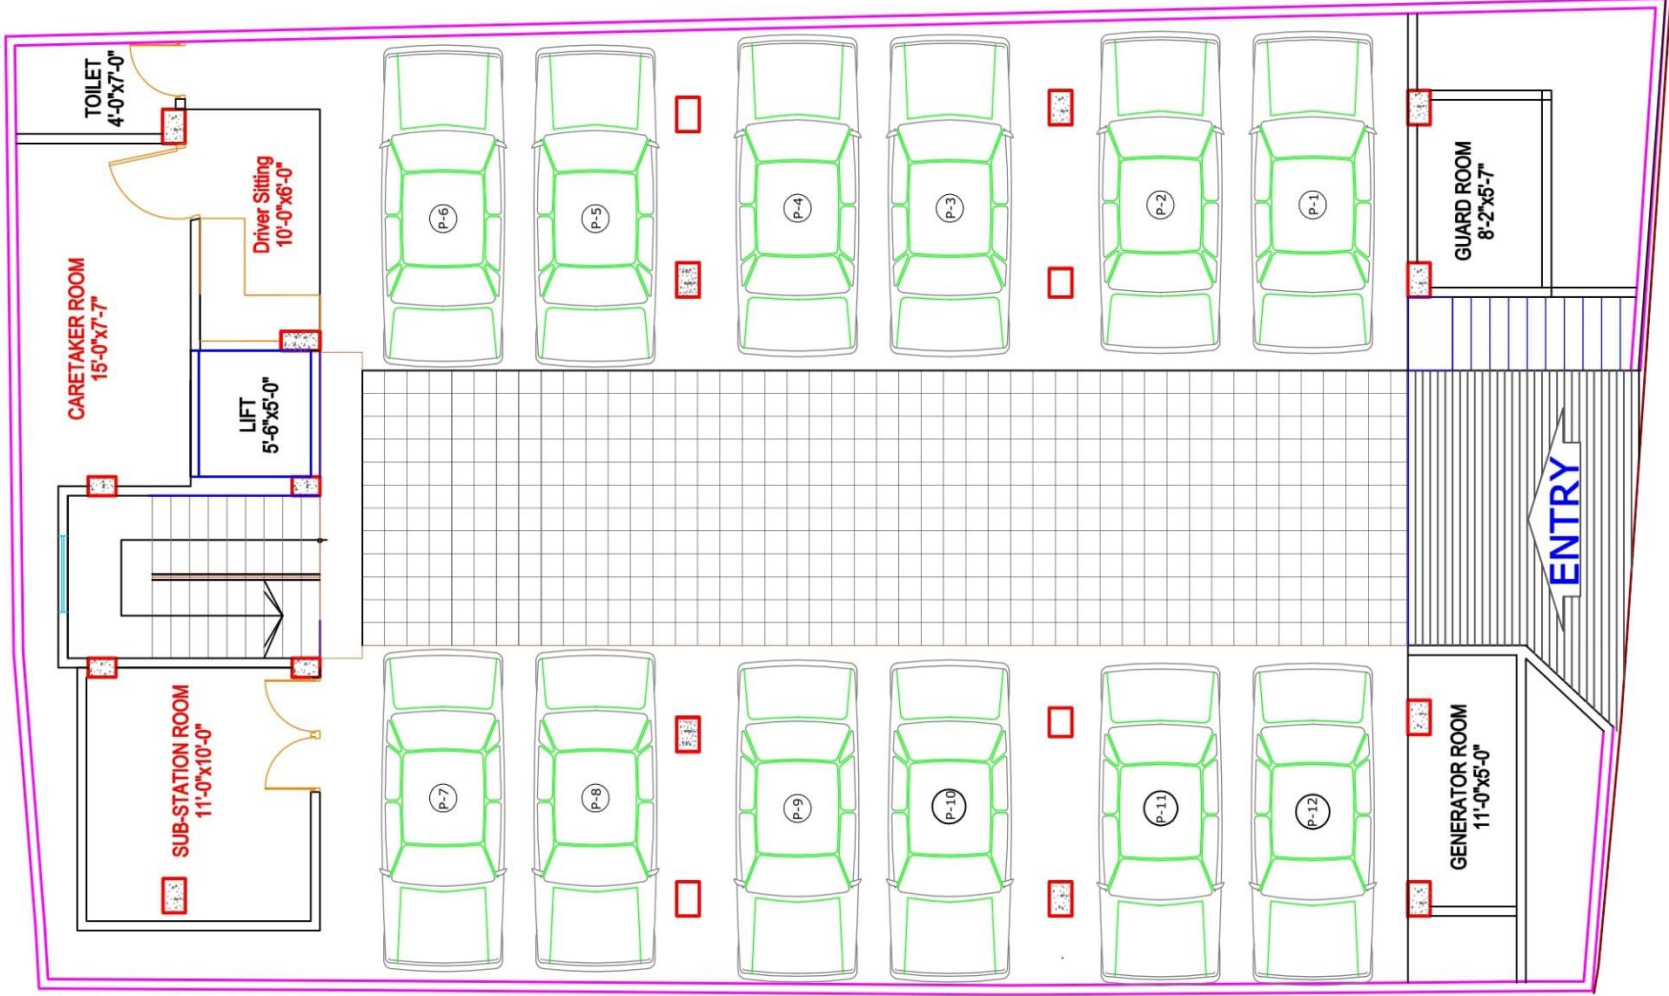 TOILET
4'-0"x7'-0"
Driver Sitting
10'-0"x6'-0"
CARETAKER ROOM
15'-0"x7'-7"
LIFT
5'-6"x5'-0"
SUB-STATION ROOM
11'-0"x10'-0"
P-6
P-5
P-4
P-3
P-2
P-1
GUARD ROOM
8'-2"x5'-7"
ENTRY
P-7
P-8
P-9
P-10
P-11
P-12
GENERATOR ROOM
11'-0"x5'-0"